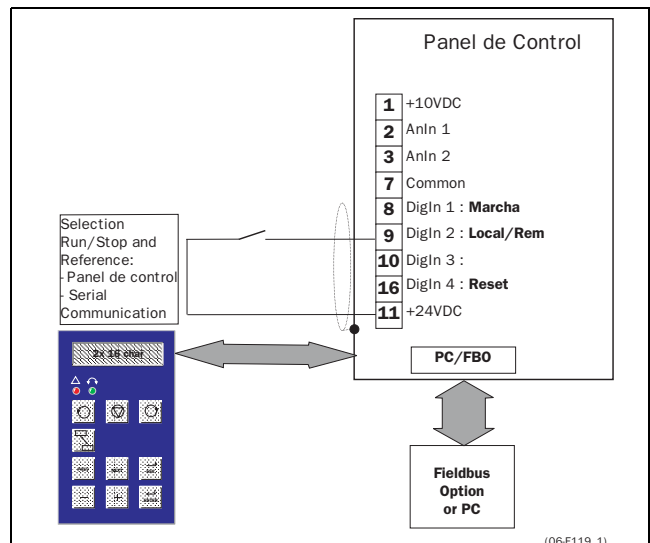 Panel de Control
1 +10VDC
2 AnIn 1
3 AnIn 2
7 Common
8 DigIn 1 : Marcha
9 DigIn 2 : Local/Rem
10 DigIn 3 :
16 DigIn 4 : Reset
11 +24VDC
Selection
Run/Stop and
Reference:
- Panel de control
- Serial
Communication
2x 16 char
PC/FBO
Fieldbus
Option
or PC
(06-F119_1)